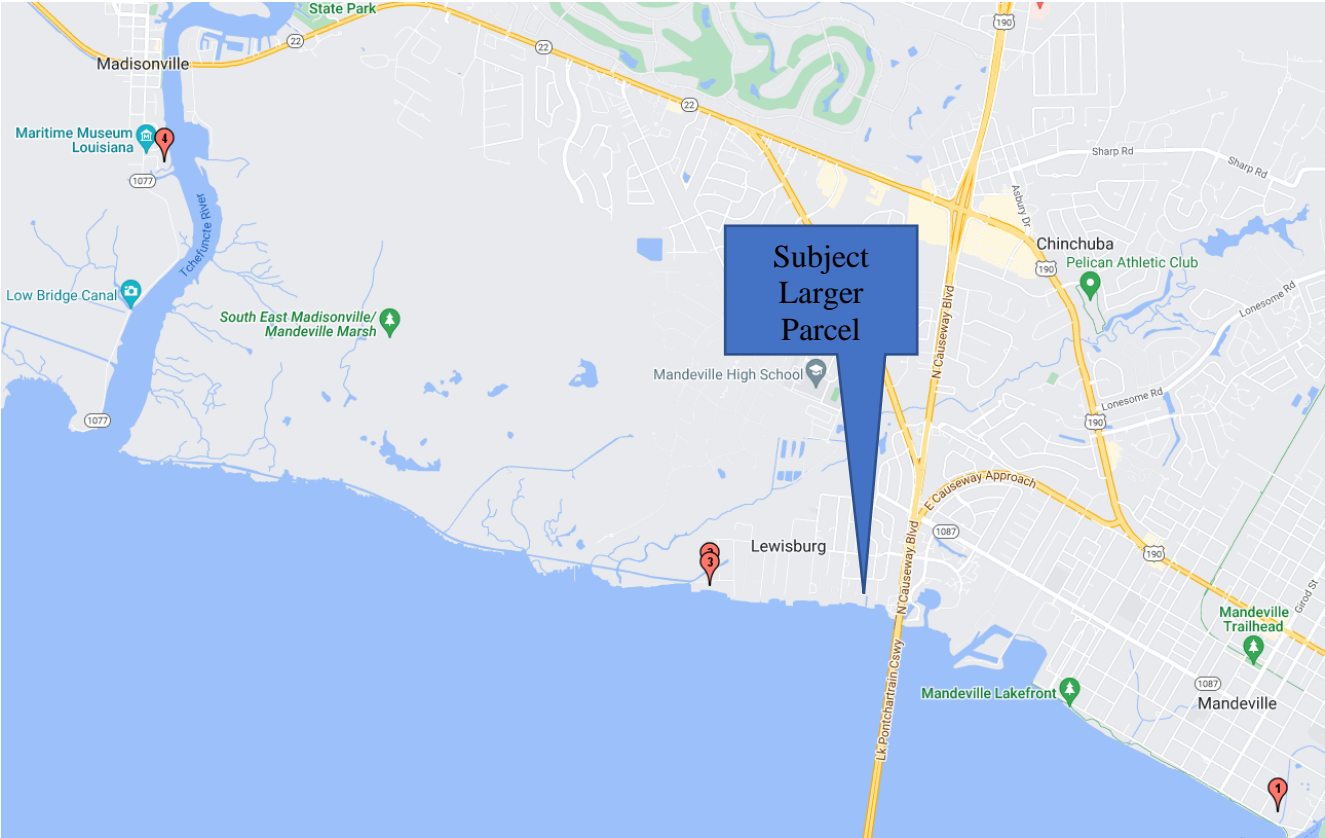 State Park
190
22
22
Madisonville
22
Maritime Museum
Louisiana
4
Sharp Rd
Sharp Rd
1077
Asbury Dr
Tchefuncte River
Subject
Larger
Parcel
Chinchuba
Pelican Athletic Club
190
Low Bridge Canal
South East Madisonville/
Mandeville Marsh
N Causeway Blvd
Lonesome Rd
Mandeville High School
Lonesome Rd
1077
190
E Causeway Approach
1087
Lewisburg
3
190
N Causeway Blvd
Girod St
Mandeville
Trailhead
Lk Pontchartrain Cswy
Mandeville Lakefront
1087
Mandeville
1